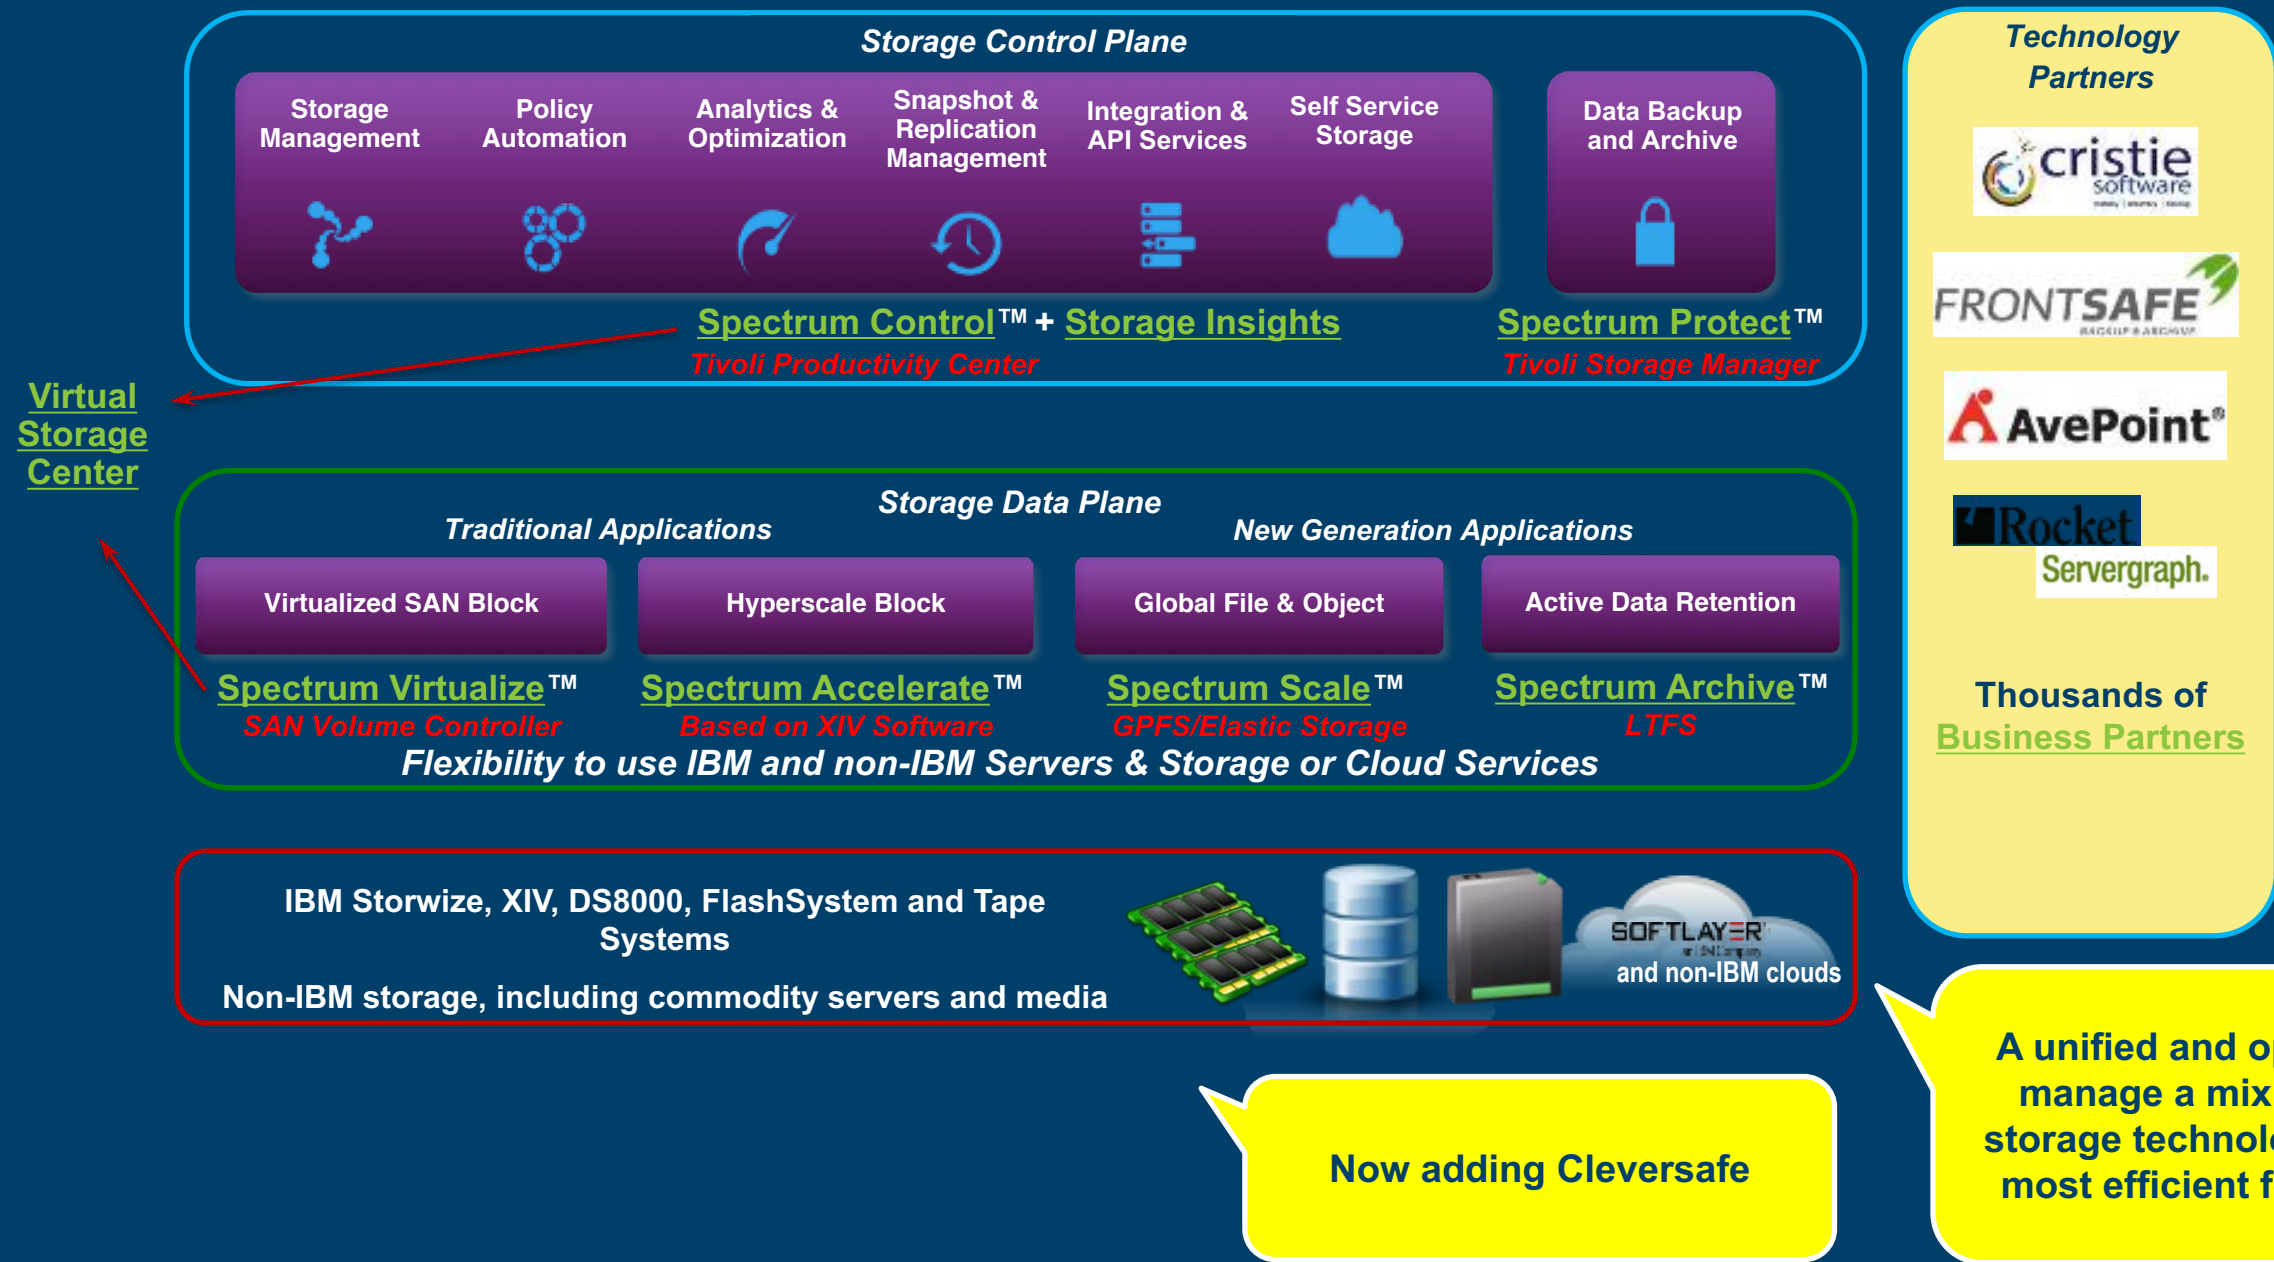 Storage Control Plane
Storage
Management
Policy
Automation
Analytics &
Optimization
Snapshot &
Replication
Management
Integration &
API Services
Self Service
Storage
Data Backup
and Archive
Spectrum Control™ + Storage Insights
Tivoli Productivity Center
Spectrum Protect™
Tivoli Storage Manager
Virtual
Storage
Center
Storage Data Plane
Traditional Applications
New Generation Applications
Virtualized SAN Block
Hyperscale Block
Global File & Object
Active Data Retention
Spectrum Virtualize™
SAN Volume Controller
Spectrum Accelerate™
Based on XIV Software
Spectrum Scale™
GPFS/Elastic Storage
Spectrum Archive™
LTFS
Flexibility to use IBM and non-IBM Servers & Storage or Cloud Services
IBM Storwize, XIV, DS8000, FlashSystem and Tape
Systems
Non-IBM storage, including commodity servers and media
SOFTLAYER
an IBM Company
and non-IBM clouds
Technology
Partners
cristie
software
FRONTSAFE
BACKUP & ARCHIVE
AvePoint®
Rocket
Servergraph.
Thousands of
Business Partners
A unified and
manage a mix
storage
most efficient
Now adding Cleversafe